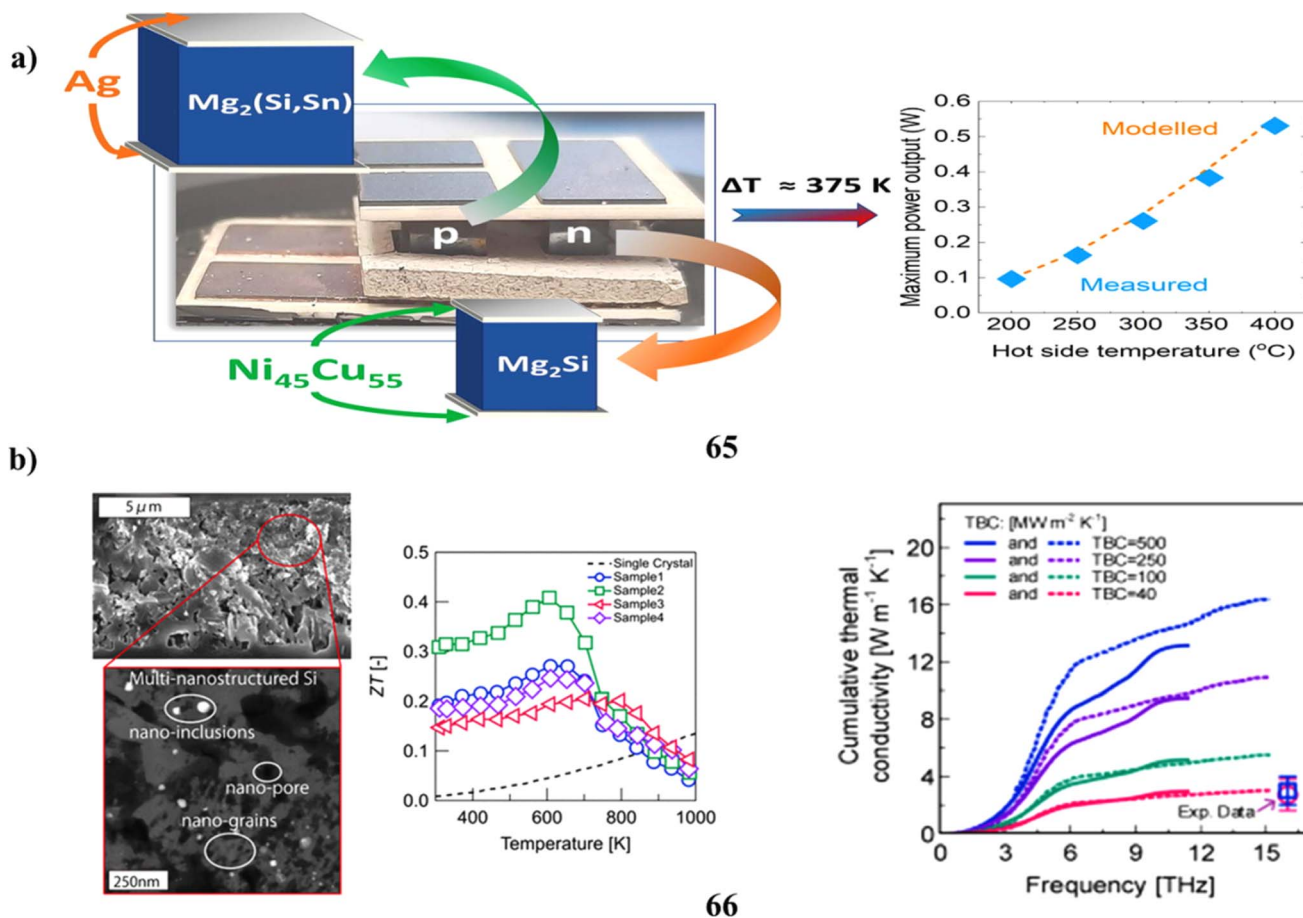 a)
Ag
Mg₂(Si,Sn)
p
n
ΔT ≈ 375 K
Ni₄₅Cu₅₅
Mg₂Si
Maximum power output (W)
0.6
0.5
0.4
0.3
0.2
0.1
0.0
Modelled
Measured
200 250 300 350 400
Hot side temperature (°C)
65
b)
5 μm
Multi-nanostructured Si
nano-inclusions
nano-pore
nano-grains
250nm
ZT [-]
0.5
0.4
0.3
0.2
0.1
0.0
Single Crystal
Sample1
Sample2
Sample3
Sample4
400 600 800 1000
Temperature [K]
Cumulative thermal
conductivity [W m⁻¹ K⁻¹]
20
16
12
8
4
0
TBC: [MW m⁻² K⁻¹]
and TBC=500
and TBC=250
and TBC=100
and TBC=40
Exp. Data
0 3 6 9 12 15
Frequency [THz]
66